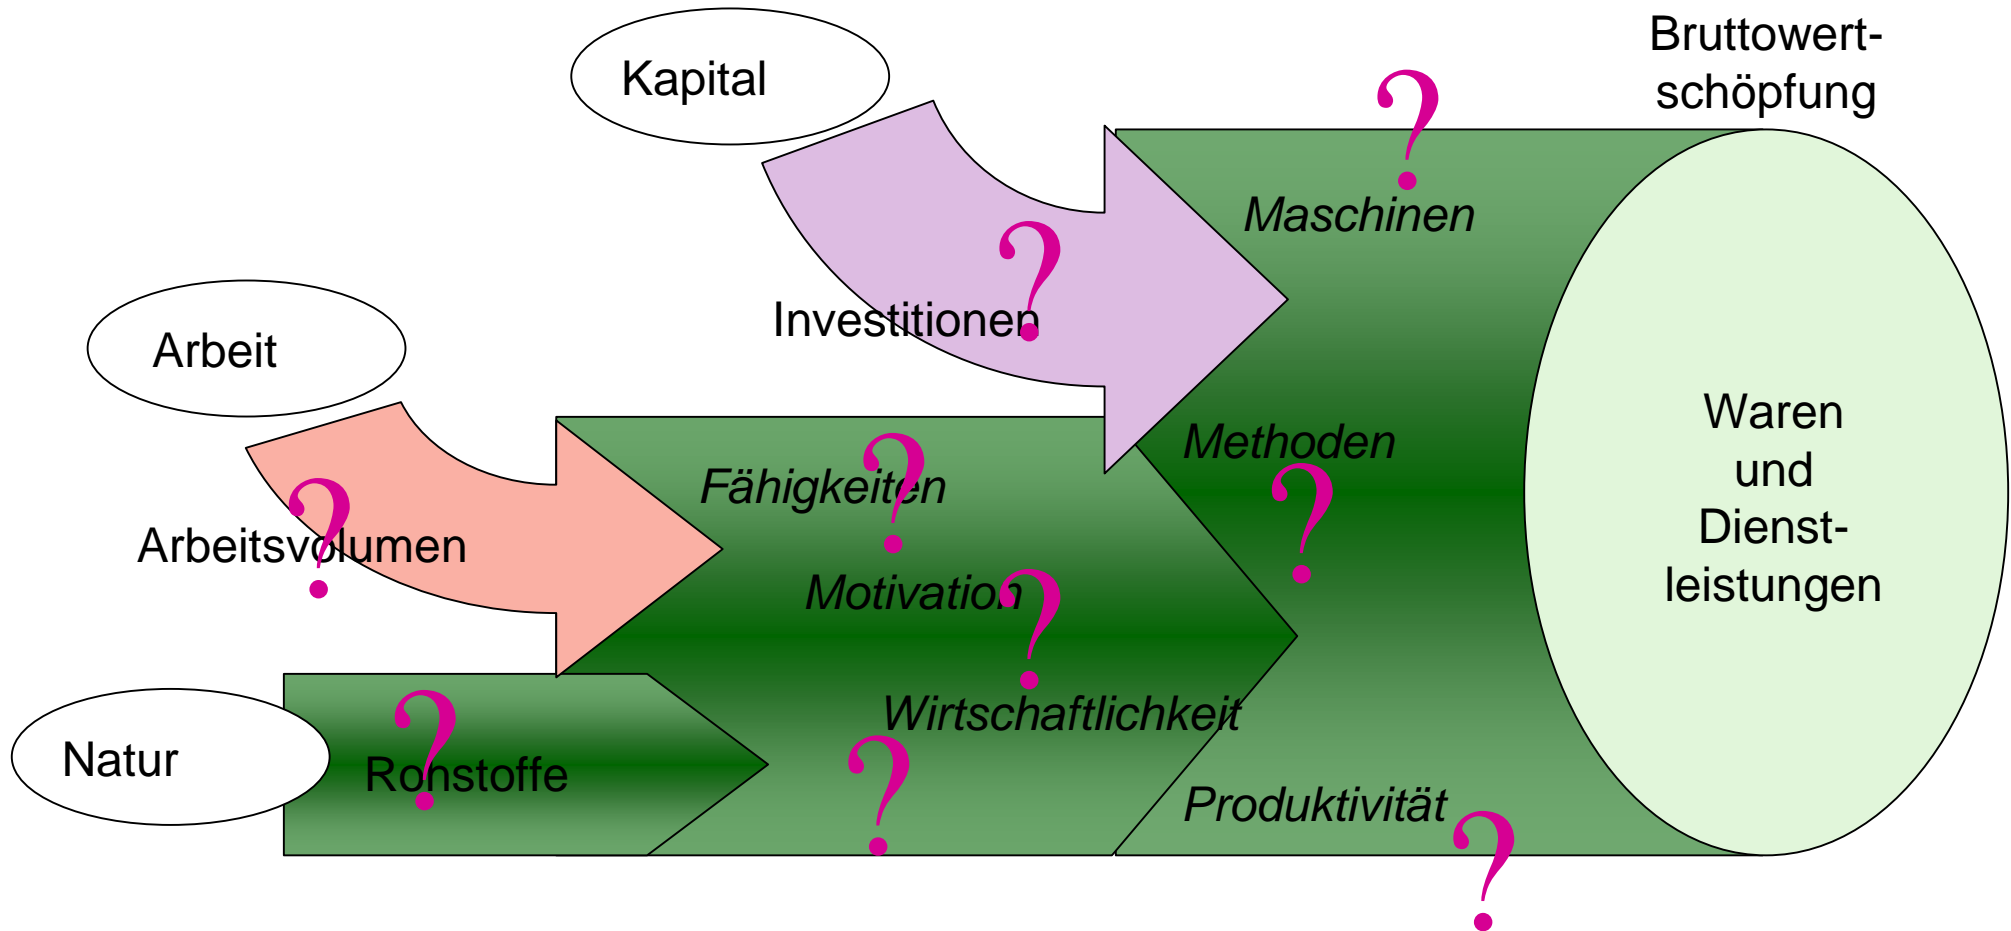 Bruttowert-
schöpfung
Kapital
?
Maschinen
?
Investitionen
Arbeit
Waren
und
Dienst-
leistungen
Methoden
?
Fähigkeiten
?
Arbeitsvolumen
?
Motivation
?
Wirtschaftlichkeit
?
Natur
Rohstoffe
?
Produktivität
?